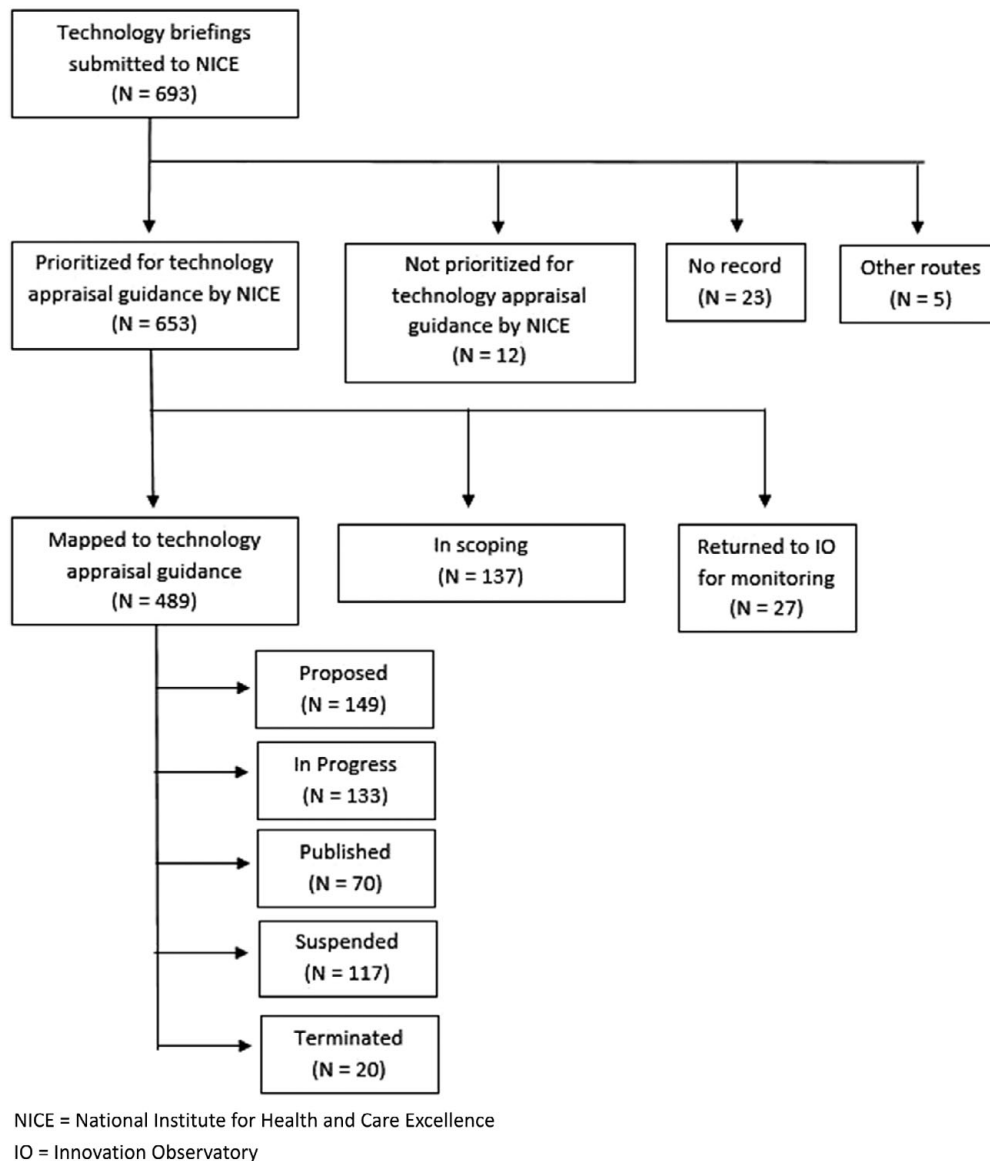 Technology briefings
submitted to NICE
(N = 693)
Prioritized for technology
appraisal guidance by NICE
(N = 653)
Not prioritized for
technology appraisal
guidance by NICE
(N = 12)
No record
(N = 23)
Other routes
(N = 5)
Mapped to technology
appraisal guidance
(N = 489)
In scoping
(N = 137)
Returned to IO
for monitoring
(N = 27)
Proposed
(N = 149)
In Progress
(N = 133)
Published
(N = 70)
Suspended
(N = 117)
Terminated
(N = 20)
NICE = National Institute for Health and Care Excellence
IO = Innovation Observatory